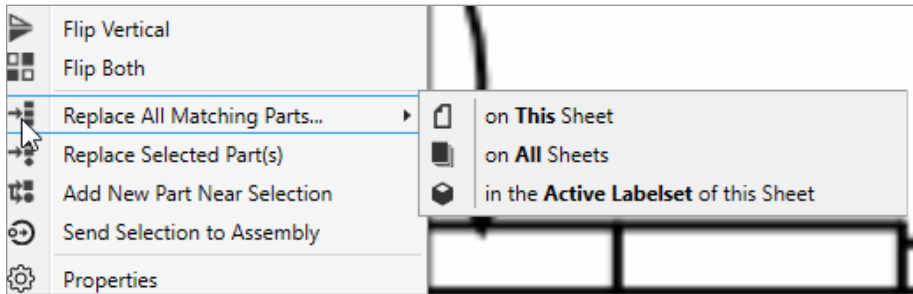 Flip Vertical
Flip Both
Replace All Matching Parts...
Replace Selected Part(s)
Add New Part Near Selection
Send Selection to Assembly
Properties
on This Sheet
on All Sheets
in the Active Labelset of this Sheet